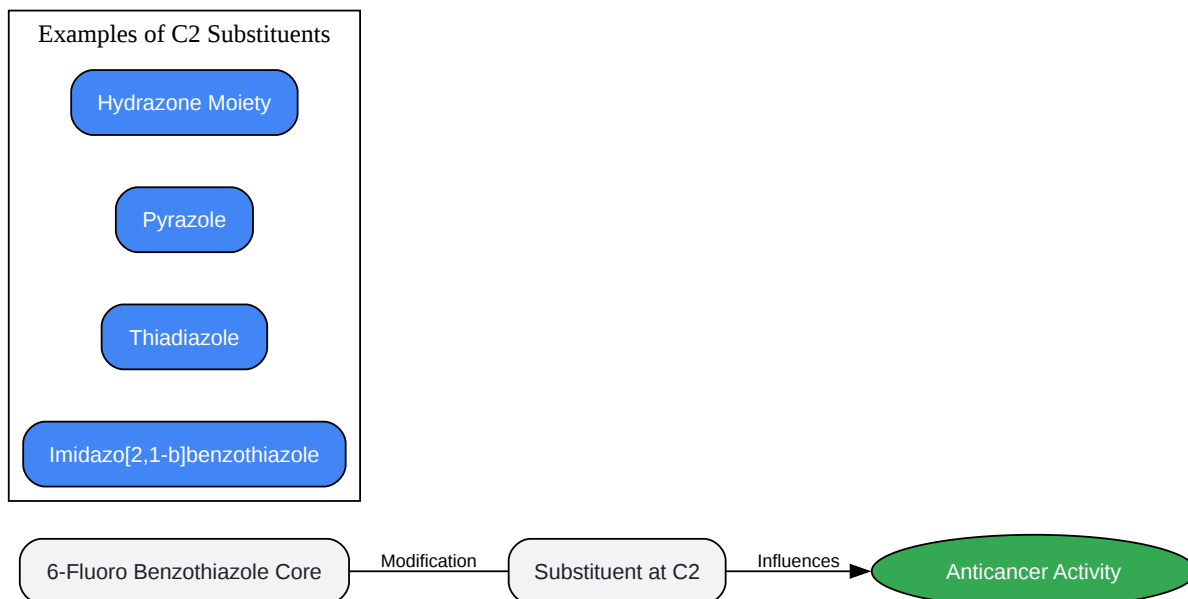 Examples of C2 Substituents
Hydrazone Moiety
Pyrazole
Thiadiazole
Imidazo[2,1-b]benzothiazole
6-Fluoro Benzothiazole Core
Modification
Substituent at C2
Influences
Anticancer Activity